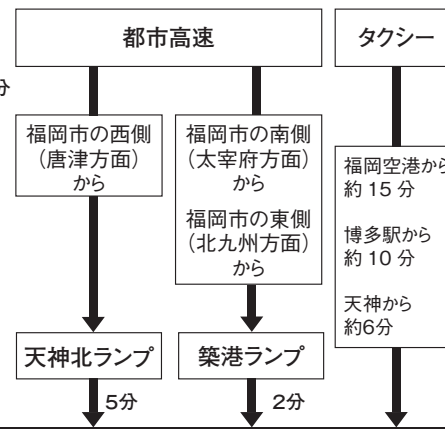 都市高速
タクシー
分
福岡市の西側
（唐津方面）
から
福岡市の南側
（太宰府方面）
から
福岡市の東側
（北九州方面）
から
福岡空港から
約15分
博多駅から
約10分
天神から
約6分
天神北ランプ
築港ランプ
5分
2分